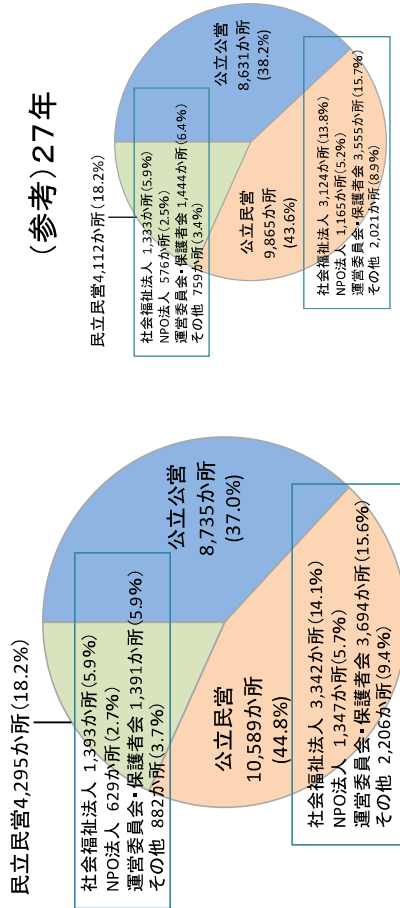 民立民営4,295か所(18.2%)
社会福祉法人 1,393か所(5.9%)
NPO法人 629か所(2.7%)
運営委員会・保護者会 1,391か所(5.9%)
その他 882か所(3.7%)
公立公営
8,735か所
(37.0%)
公立民営
10,589か所
(44.8%)
社会福祉法人 3,342か所(14.1%)
NPO法人 1,347か所(5.7%)
運営委員会・保護者会 3,694か所(15.6%)
その他 2,206か所(9.4%)
(参考)27年
民立民営4,112か所(18.2%)
社会福祉法人 1,333か所(5.9%)
NPO法人 576か所(2.5%)
運営委員会・保護者会 1,444か所(6.4%)
その他 759か所(3.4%)
公立公営
8,631か所
(38.2%)
公立民営
9,865か所
(43.6%)
社会福祉法人 3,124か所(13.8%)
NPO法人 1,165か所(5.2%)
運営委員会・保護者会 3,555か所(15.7%)
その他 2,021か所(8.9%)